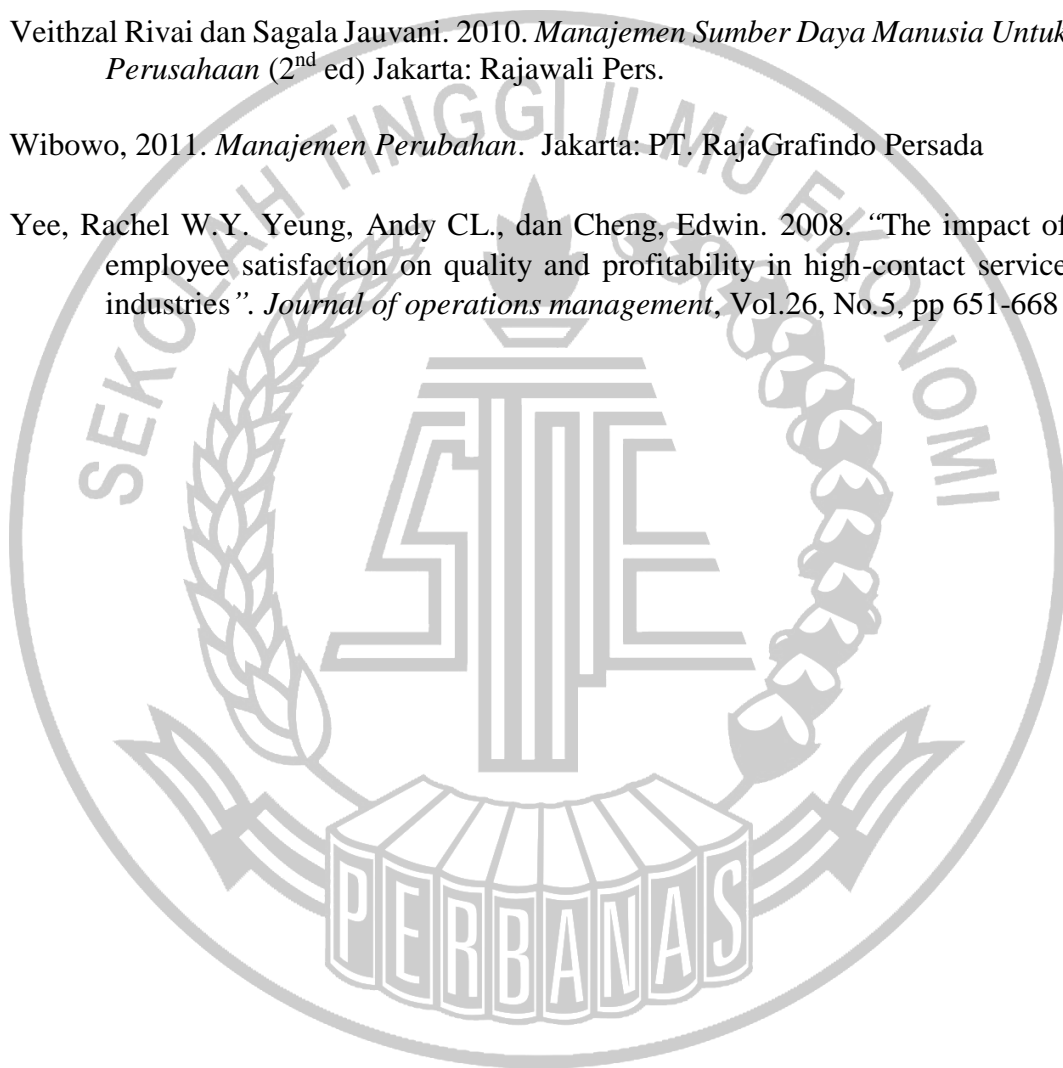 Veithzal Rivai dan Sagala Jauvani. 2010. Manajemen Sumber Daya Manusia Untuk
Perusahaan (2nd ed) Jakarta: Rajawali Pers.
Wibowo, 2011. Manajemen Perubahan. Jakarta: PT. RajaGrafindo Persada
Yee, Rachel W.Y. Yeung, Andy CL., dan Cheng, Edwin. 2008. “The impact of
employee satisfaction on quality and profitability in high-contact service
industries”. Journal of operations management, Vol.26, No.5, pp 651-668
SEKOLAH TINGGI ILMU EKONOMI
STIE
PERBANAS